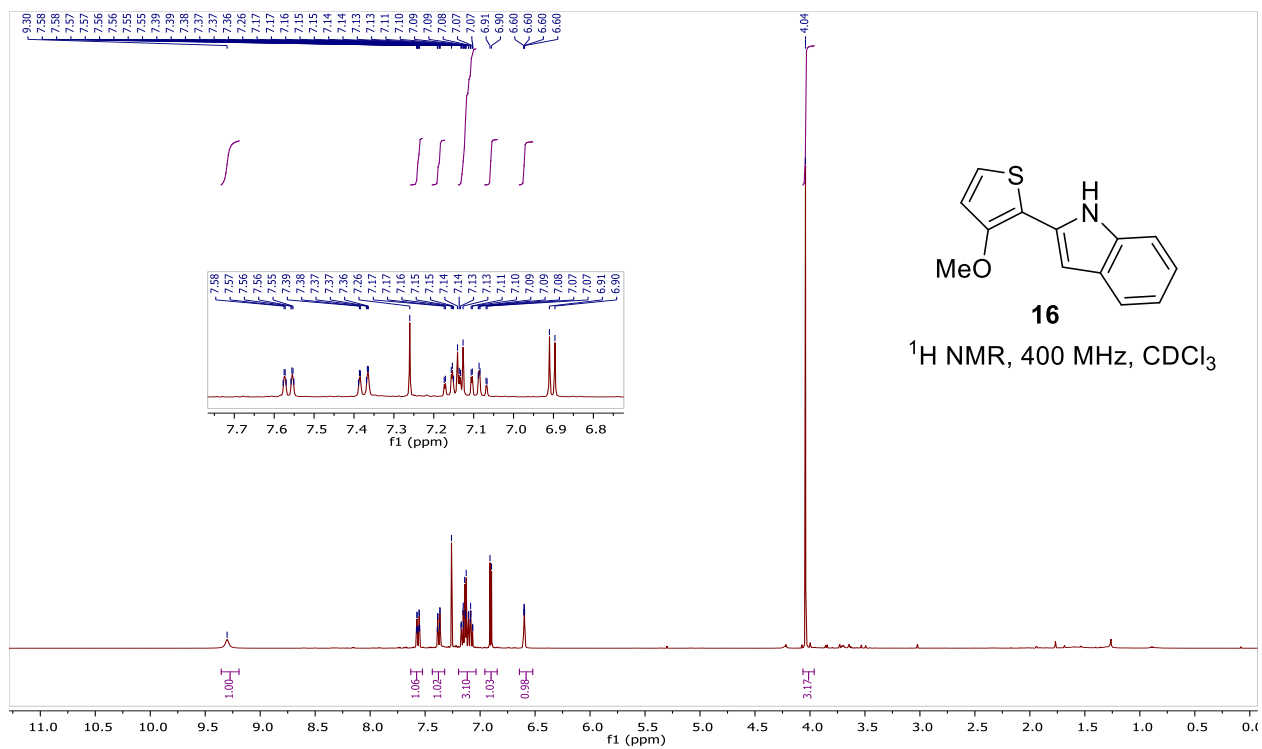 9.30 7.58 7.58 7.57 7.57 7.56 7.56 7.55 7.55 7.39 7.39 7.38 7.37 7.37 7.36 7.26 7.17 7.17 7.16 7.15 7.15 7.14 7.14 7.13 7.13 7.11 7.10 7.09 7.09 7.08 7.07 7.07 6.91 6.90 6.60 6.60 6.60 6.60
4.04
S
H
N
MeO
16
1H NMR, 400 MHz, CDCl3
7.58 7.57 7.56 7.56 7.55 7.39 7.38 7.37 7.37 7.36 7.26 7.17 7.17 7.16 7.15 7.15 7.14 7.14 7.13 7.13 7.11 7.10 7.09 7.09 7.08 7.07 7.07 6.91 6.90
7.7 7.6 7.5 7.4 7.3 7.2 7.1 7.0 6.9 6.8
f1 (ppm)
1.00 1.06 1.02 3.10 1.03 0.98 3.17
11.0 10.5 10.0 9.5 9.0 8.5 8.0 7.5 7.0 6.5 6.0 5.5 5.0 4.5 4.0 3.5 3.0 2.5 2.0 1.5 1.0 0.5 0.0
f1 (ppm)